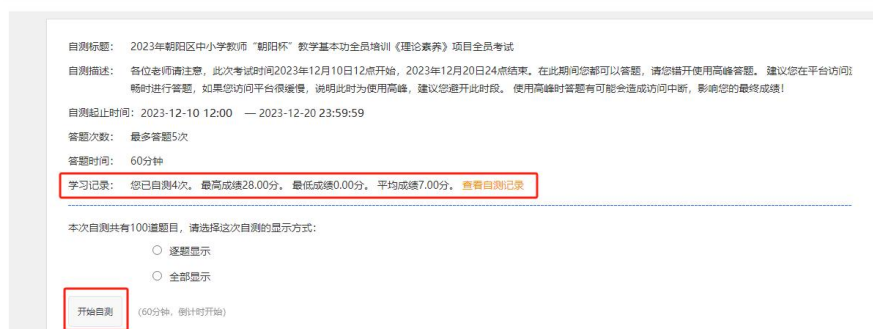 自测标题： 2023年朝阳区中小学教师“朝阳杯”教学基本功全员培训《理论素养》项目全员考试
自测描述： 各位老师请注意，此次考试时间2023年12月10日12点开始，2023年12月20日24点结束。在此期间您都可以答题，请您错开使用高峰答题。 建议您在平台访问
畅时进行答题，如果您访问平台很缓慢，说明此时为使用高峰，建议您避开此时段。 使用高峰时答题有可能会造成访问中断，影响您的最终成绩！
自测起止时间：2023-12-10 12:00 — 2023-12-20 23:59:59
答题次数： 最多答题5次
答题时间： 60分钟
学习记录： 您已自测4次。 最高成绩28.00分。 最低成绩0.00分。 平均成绩7.00分。 查看自测记录
本次自测共有100道题目，请选择这次自测的显示方式：
逐题显示
全部显示
开始自测 (60分钟，倒计时开始)